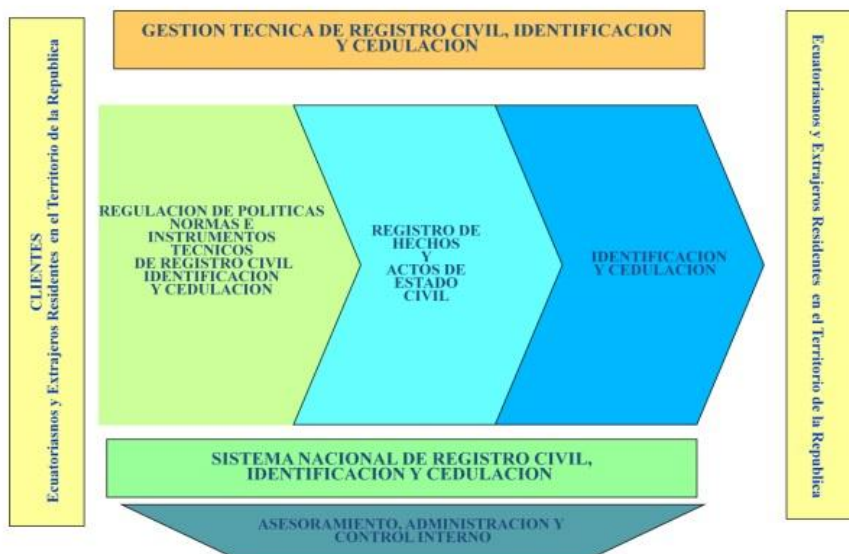 GESTION TECNICA DE REGISTRO CIVIL, IDENTIFICACION
Y CEDULACION
CLIENTES
Ecuatoriasnos y Extrajeros Residentes en el Territorio de la Republica
REGULACION DE POLITICAS
NORMAS E
INSTRUMENTOS
TECNICOS
DE REGISTRO CIVIL
IDENTIFICACION
Y CEDULACION
REGISTRO DE
HECHOS
Y
ACTOS DE
ESTADO
CIVIL
IDENTIFICACION
Y CEDULACION
Ecuatoriasnos y Extrajeros Residentes en el Territorio de la Republica
SISTEMA NACIONAL DE REGISTRO CIVIL,
IDENTIFICACION Y CEDULACION
ASESORAMIENTO, ADMINISTRACION Y
CONTROL INTERNO